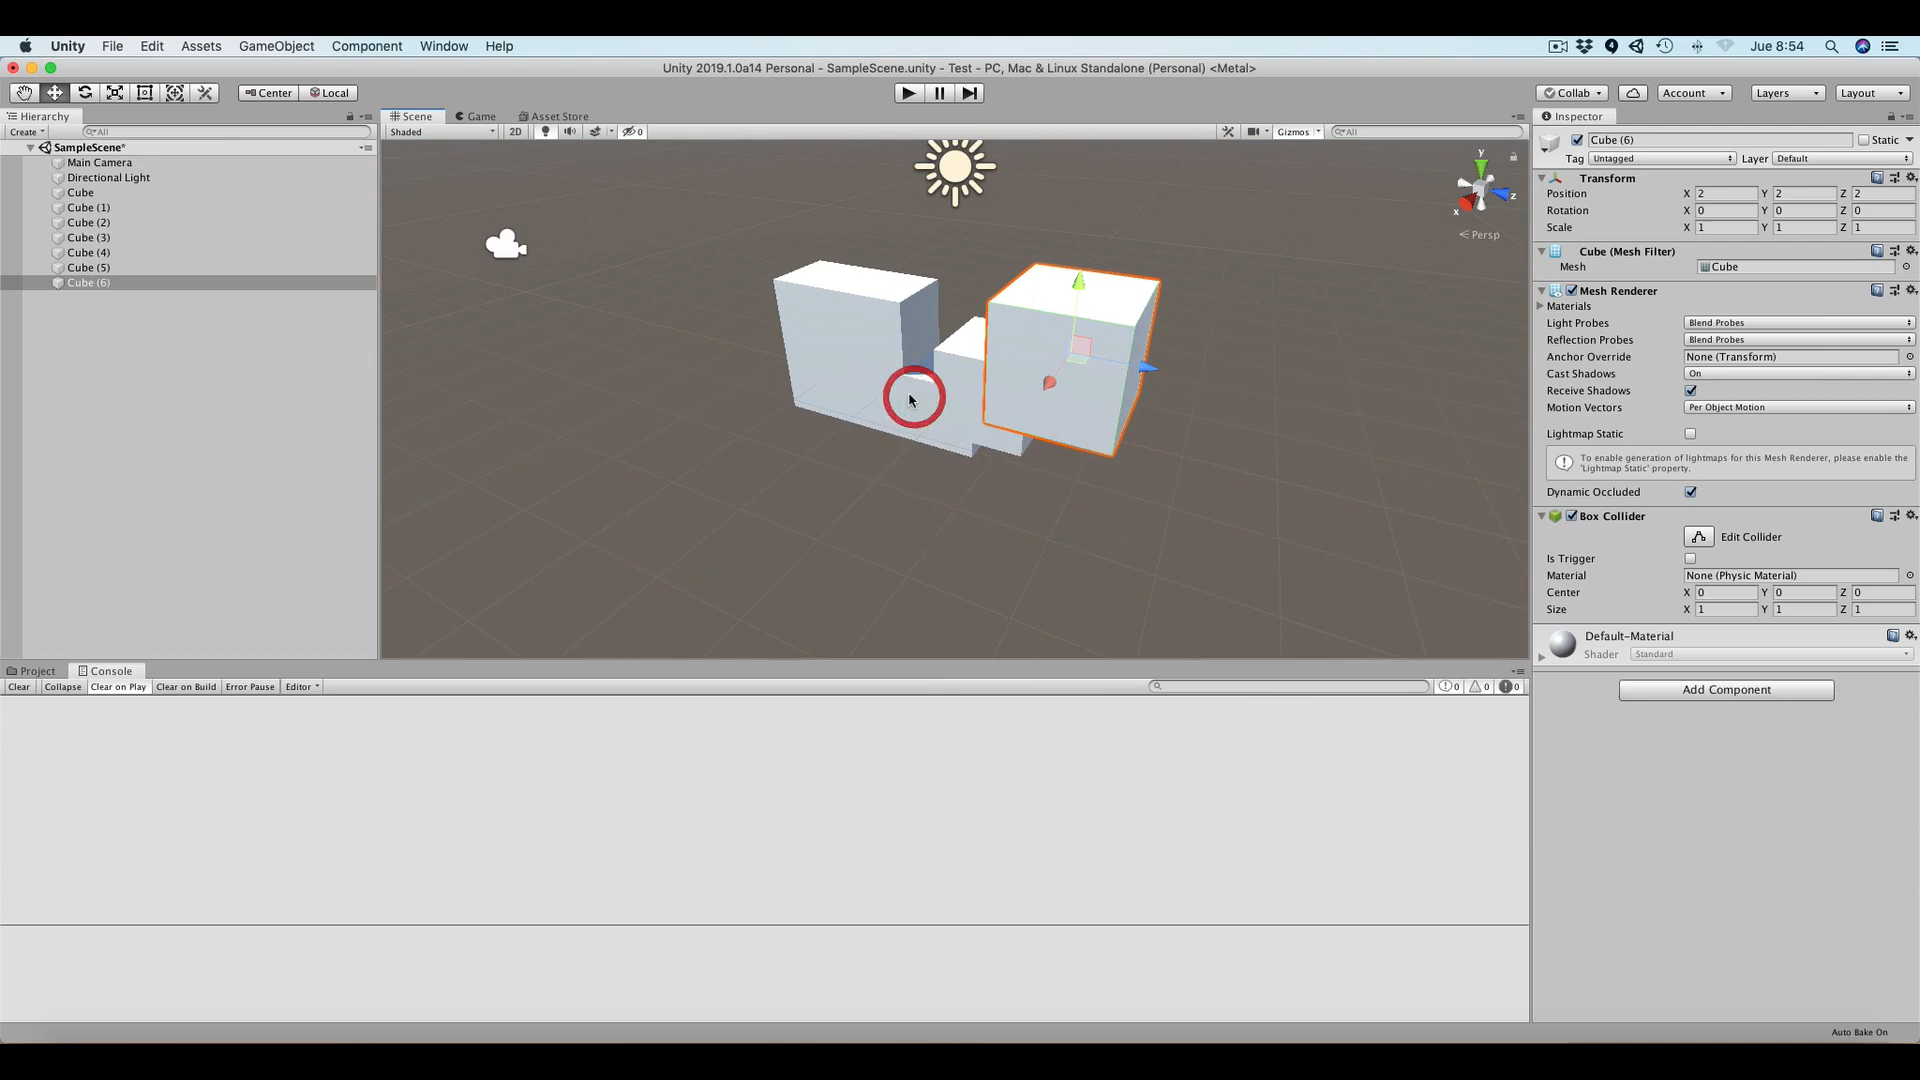 Unity File Edit Assets GameObject Component Window Help Jue 8:54
Unity 2019.1.0a14 Personal - SampleScene.unity - Test - PC, Mac & Linux Standalone (Personal) <Metal>
Center Local Collab Account Layers Layout
Hierarchy
Create All
SampleScene*
Main Camera
Directional Light
Cube
Cube (1)
Cube (2)
Cube (3)
Cube (4)
Cube (5)
Cube (6)
Scene Game Asset Store
Shaded 2D 0 Gizmos All
y
z
x
Persp
Inspector
Cube (6) Static
Tag Untagged Layer Default
Transform
Position X 2 Y 2 Z 2
Rotation X 0 Y 0 Z 0
Scale X 1 Y 1 Z 1
Cube (Mesh Filter)
Mesh Cube
Mesh Renderer
Materials
Light Probes Blend Probes
Reflection Probes Blend Probes
Anchor Override None (Transform)
Cast Shadows On
Receive Shadows
Motion Vectors Per Object Motion
Lightmap Static
To enable generation of lightmaps for this Mesh Renderer, please enable the
'Lightmap Static' property.
Dynamic Occluded
Box Collider
Edit Collider
Is Trigger
Material None (Physic Material)
Center X 0 Y 0 Z 0
Size X 1 Y 1 Z 1
Default-Material
Shader Standard
Add Component
Project Console
Clear Collapse Clear on Play Clear on Build Error Pause Editor 0 0 0
Auto Bake On